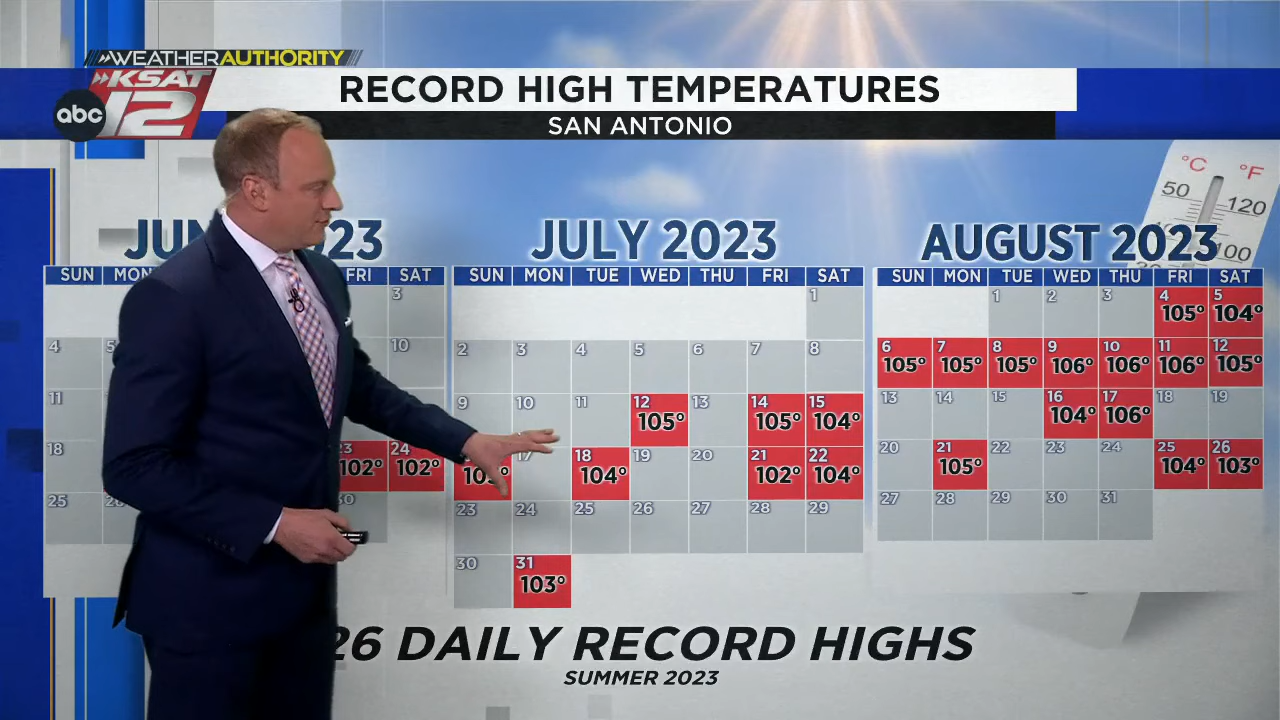 WEATHERAUTHORITY
KSAT
abc 12
RECORD HIGH TEMPERATURES
SAN ANTONIO
°C °F
50 120
100
JULY 2023
AUGUST 2023
SUN
FRI SAT
3
4
10
11
18
23 24
102° 102°
25
SUN MON TUE WED THU FRI SAT
1
2 3 4 5 6 7 8
9 10 11 12 13 14 15
105° 105° 104°
17 18 19 20 21 22
104° 102° 104°
23 24 25 26 27 28 29
30 31
103°
SUN MON TUE WED THU FRI SAT
1 2 3 4 5
105° 104°
6 7 8 9 10 11 12
105° 105° 105° 106° 106° 106° 105°
13 14 15 16 17 18 19
104° 106°
20 21 22 23 24 25 26
105° 104° 103°
27 28 29 30 31
26 DAILY RECORD HIGHS
SUMMER 2023